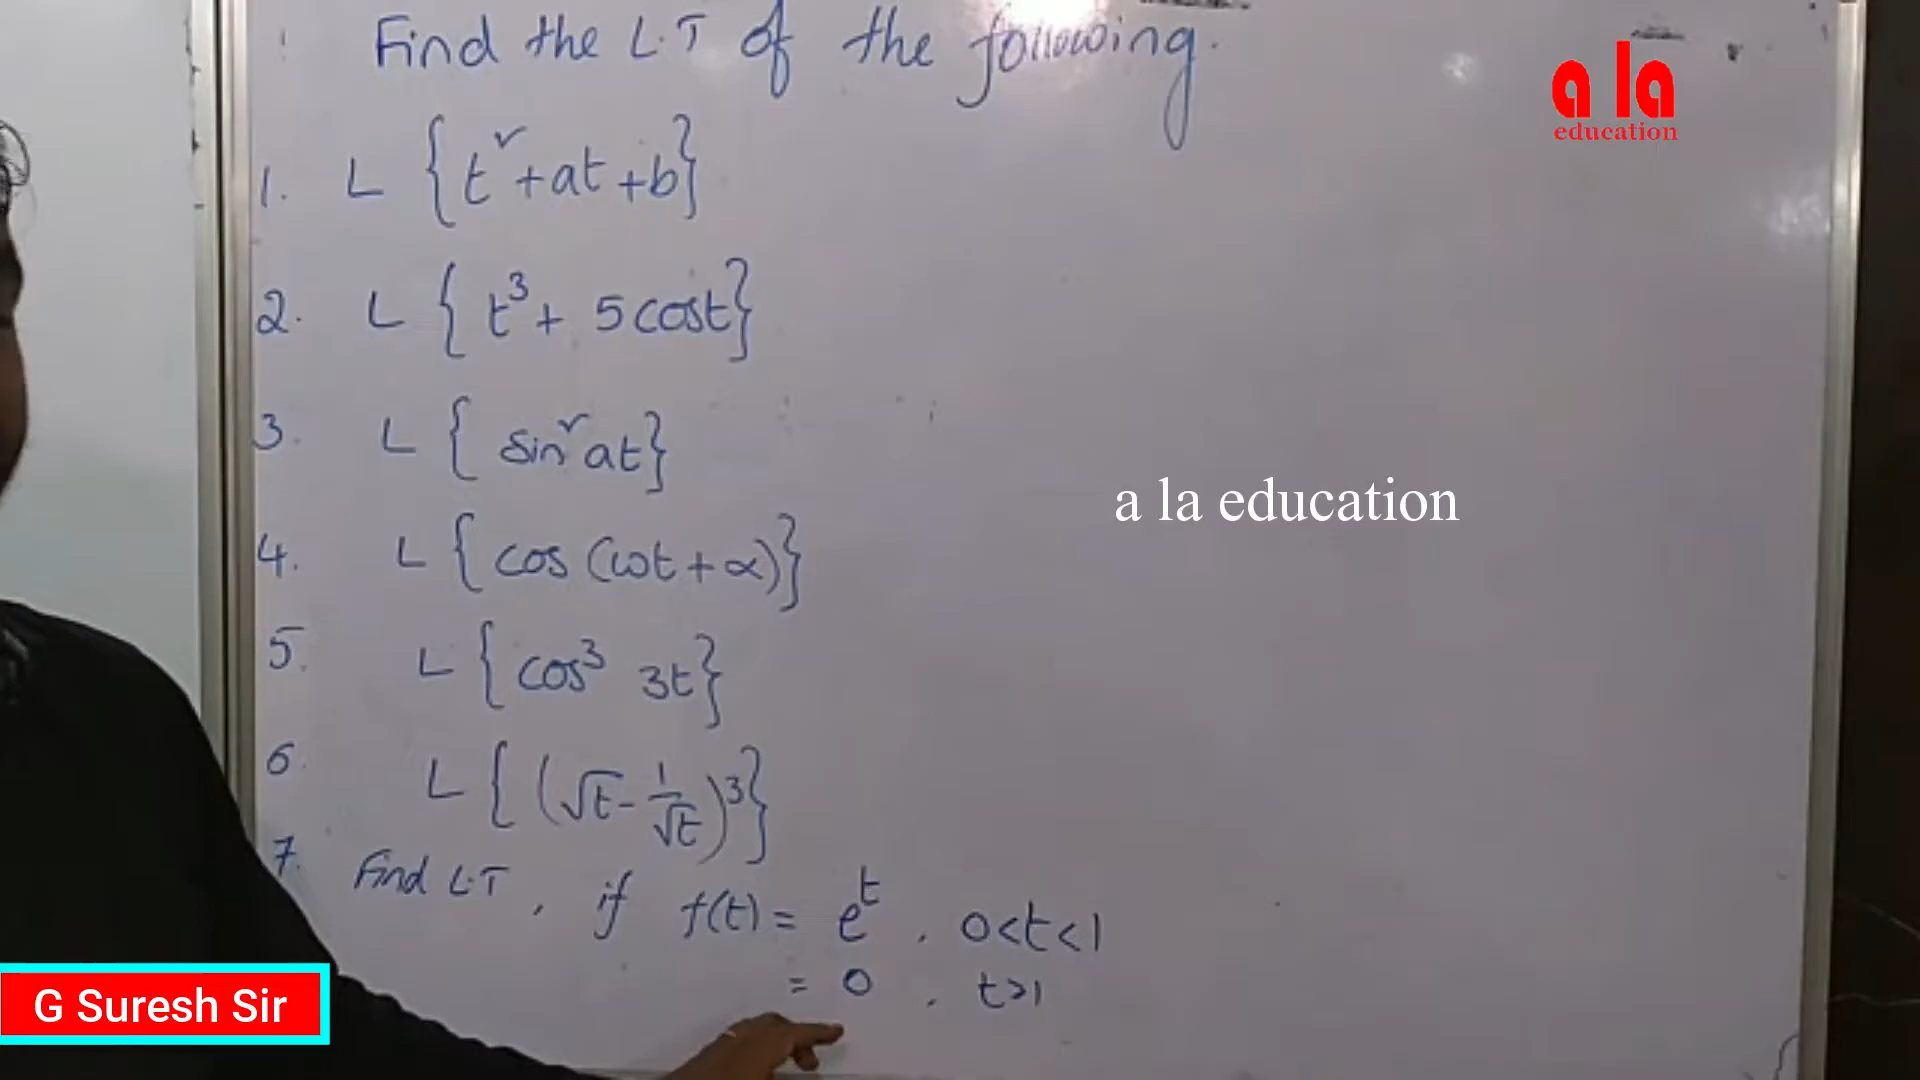 Find the L.T of the following.
1. L {t² + at + b}
2. L {t³ + 5 cost}
3. L {sin² at}
4. L {cos (ωt + α)}
5. L {cos³ 3t}
6. L {(√t - 1/√t)³}
7. Find L.T, if f(t) = e^t, 0<t<1
= 0, t>1
a la
education
a la education
G Suresh Sir